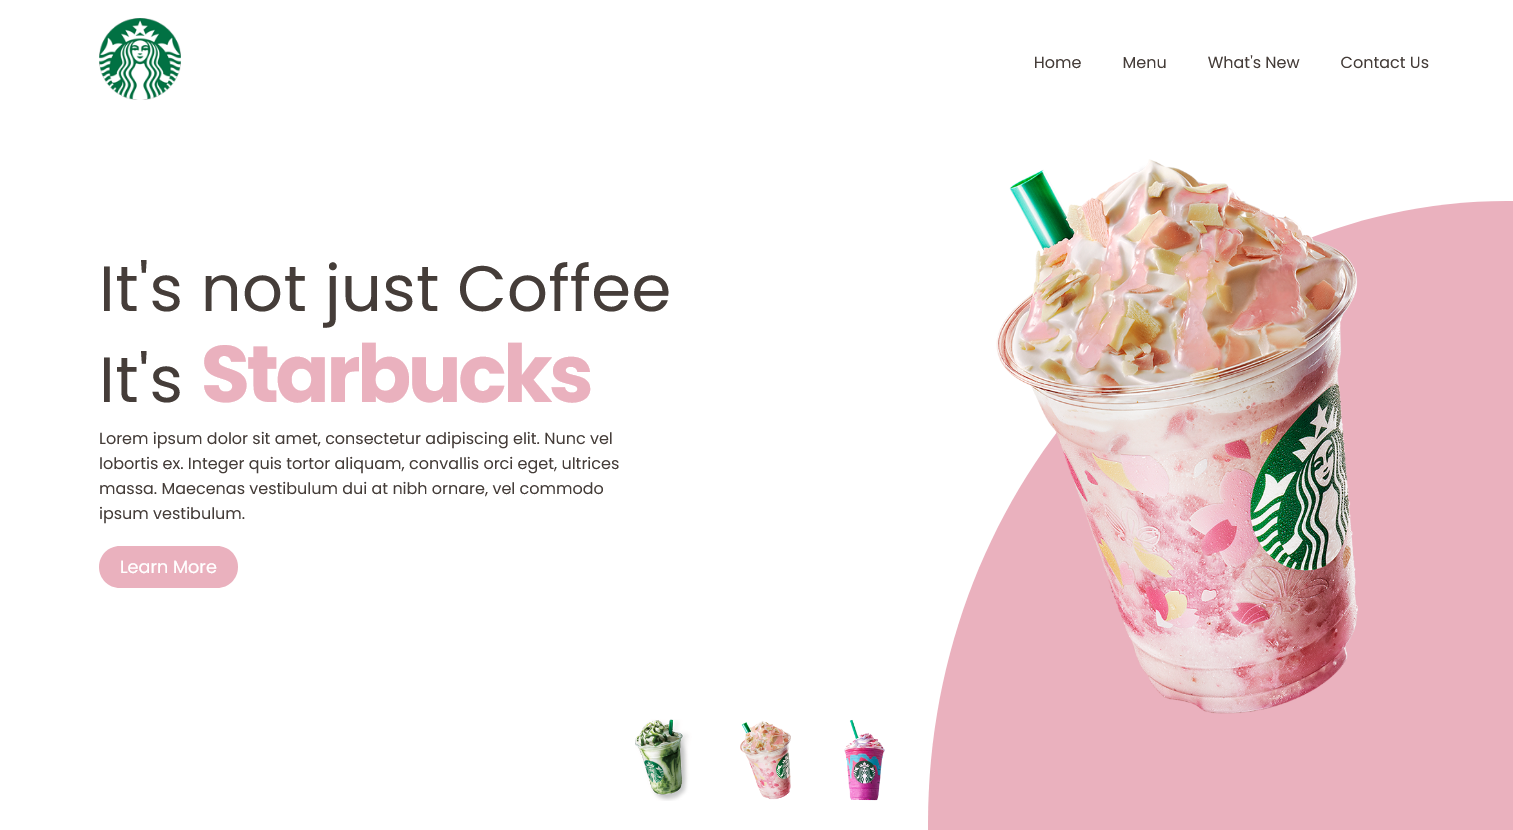 Home Menu What's New Contact Us
It's not just Coffee
It's Starbucks
Lorem ipsum dolor sit amet, consectetur adipiscing elit. Nunc vel
lobortis ex. Integer quis tortor aliquam, convallis orci eget, ultrices
massa. Maecenas vestibulum dui at nibh ornare, vel commodo
ipsum vestibulum.
Learn More